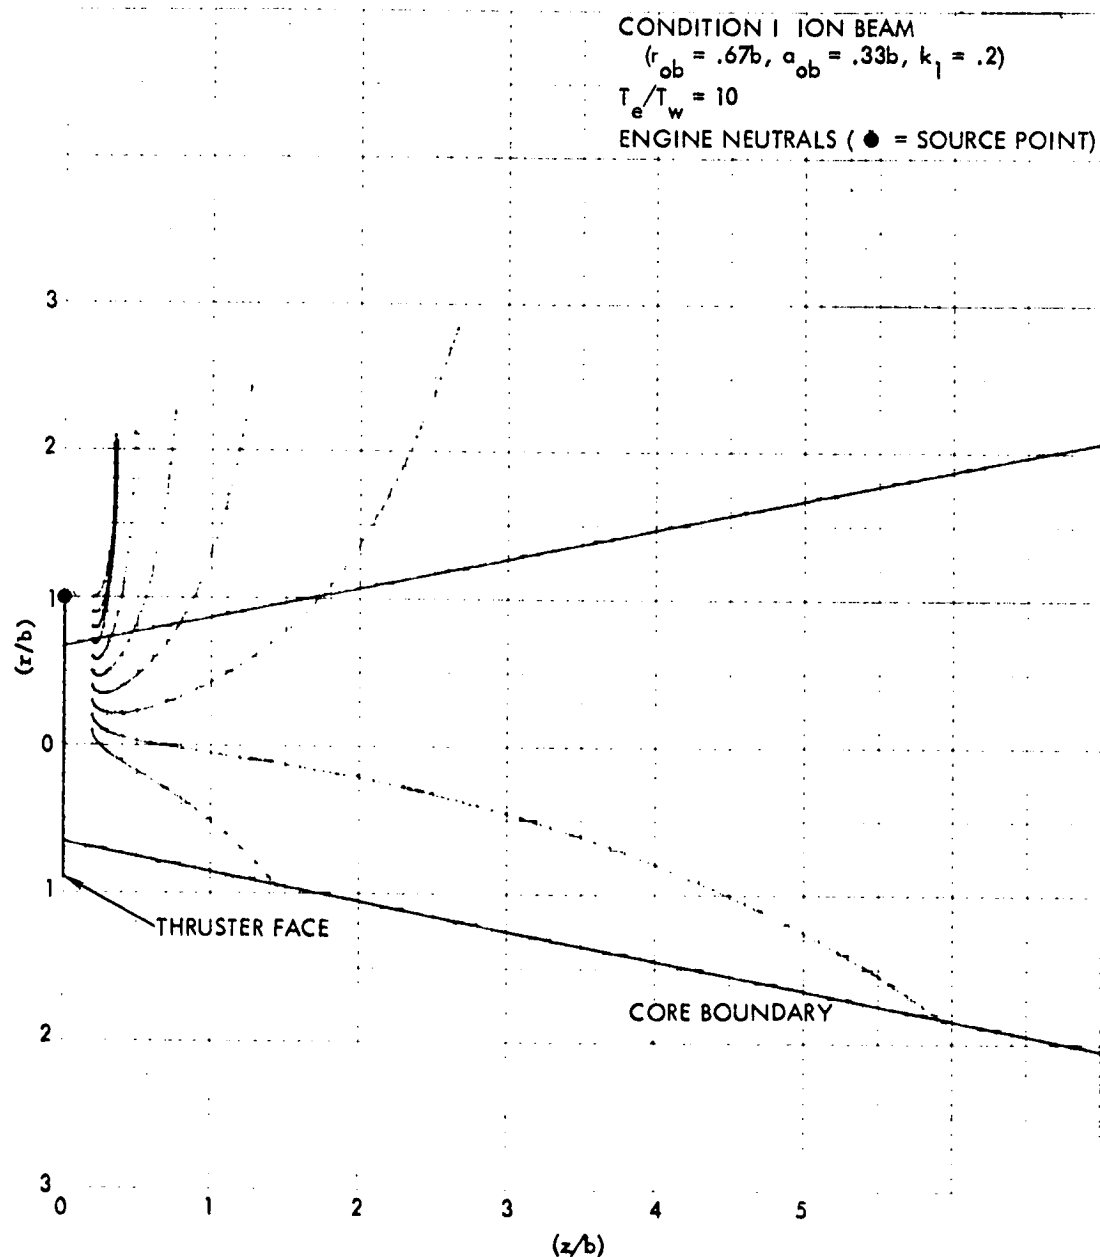 CONDITION I ION BEAM
(r_ob = .67b, a_ob = .33b, k_1 = .2)
T_e/T_w = 10
ENGINE NEUTRALS ( ● = SOURCE POINT)
3
2
1
(r/b)
0
1
THRUSTER FACE
CORE BOUNDARY
2
3
0 1 2 3 4 5
(z/b)